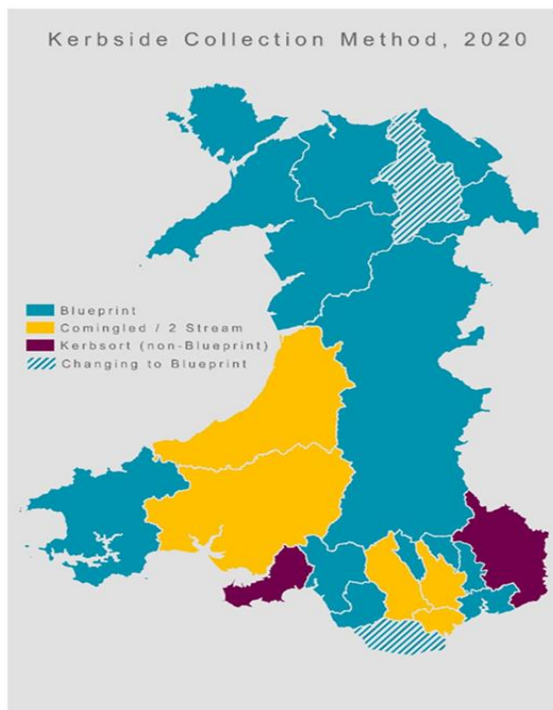 Kerbside Collection Method, 2020
Blueprint
Comingled / 2 Stream
Kerbsort (non-Blueprint)
Changing to Blueprint